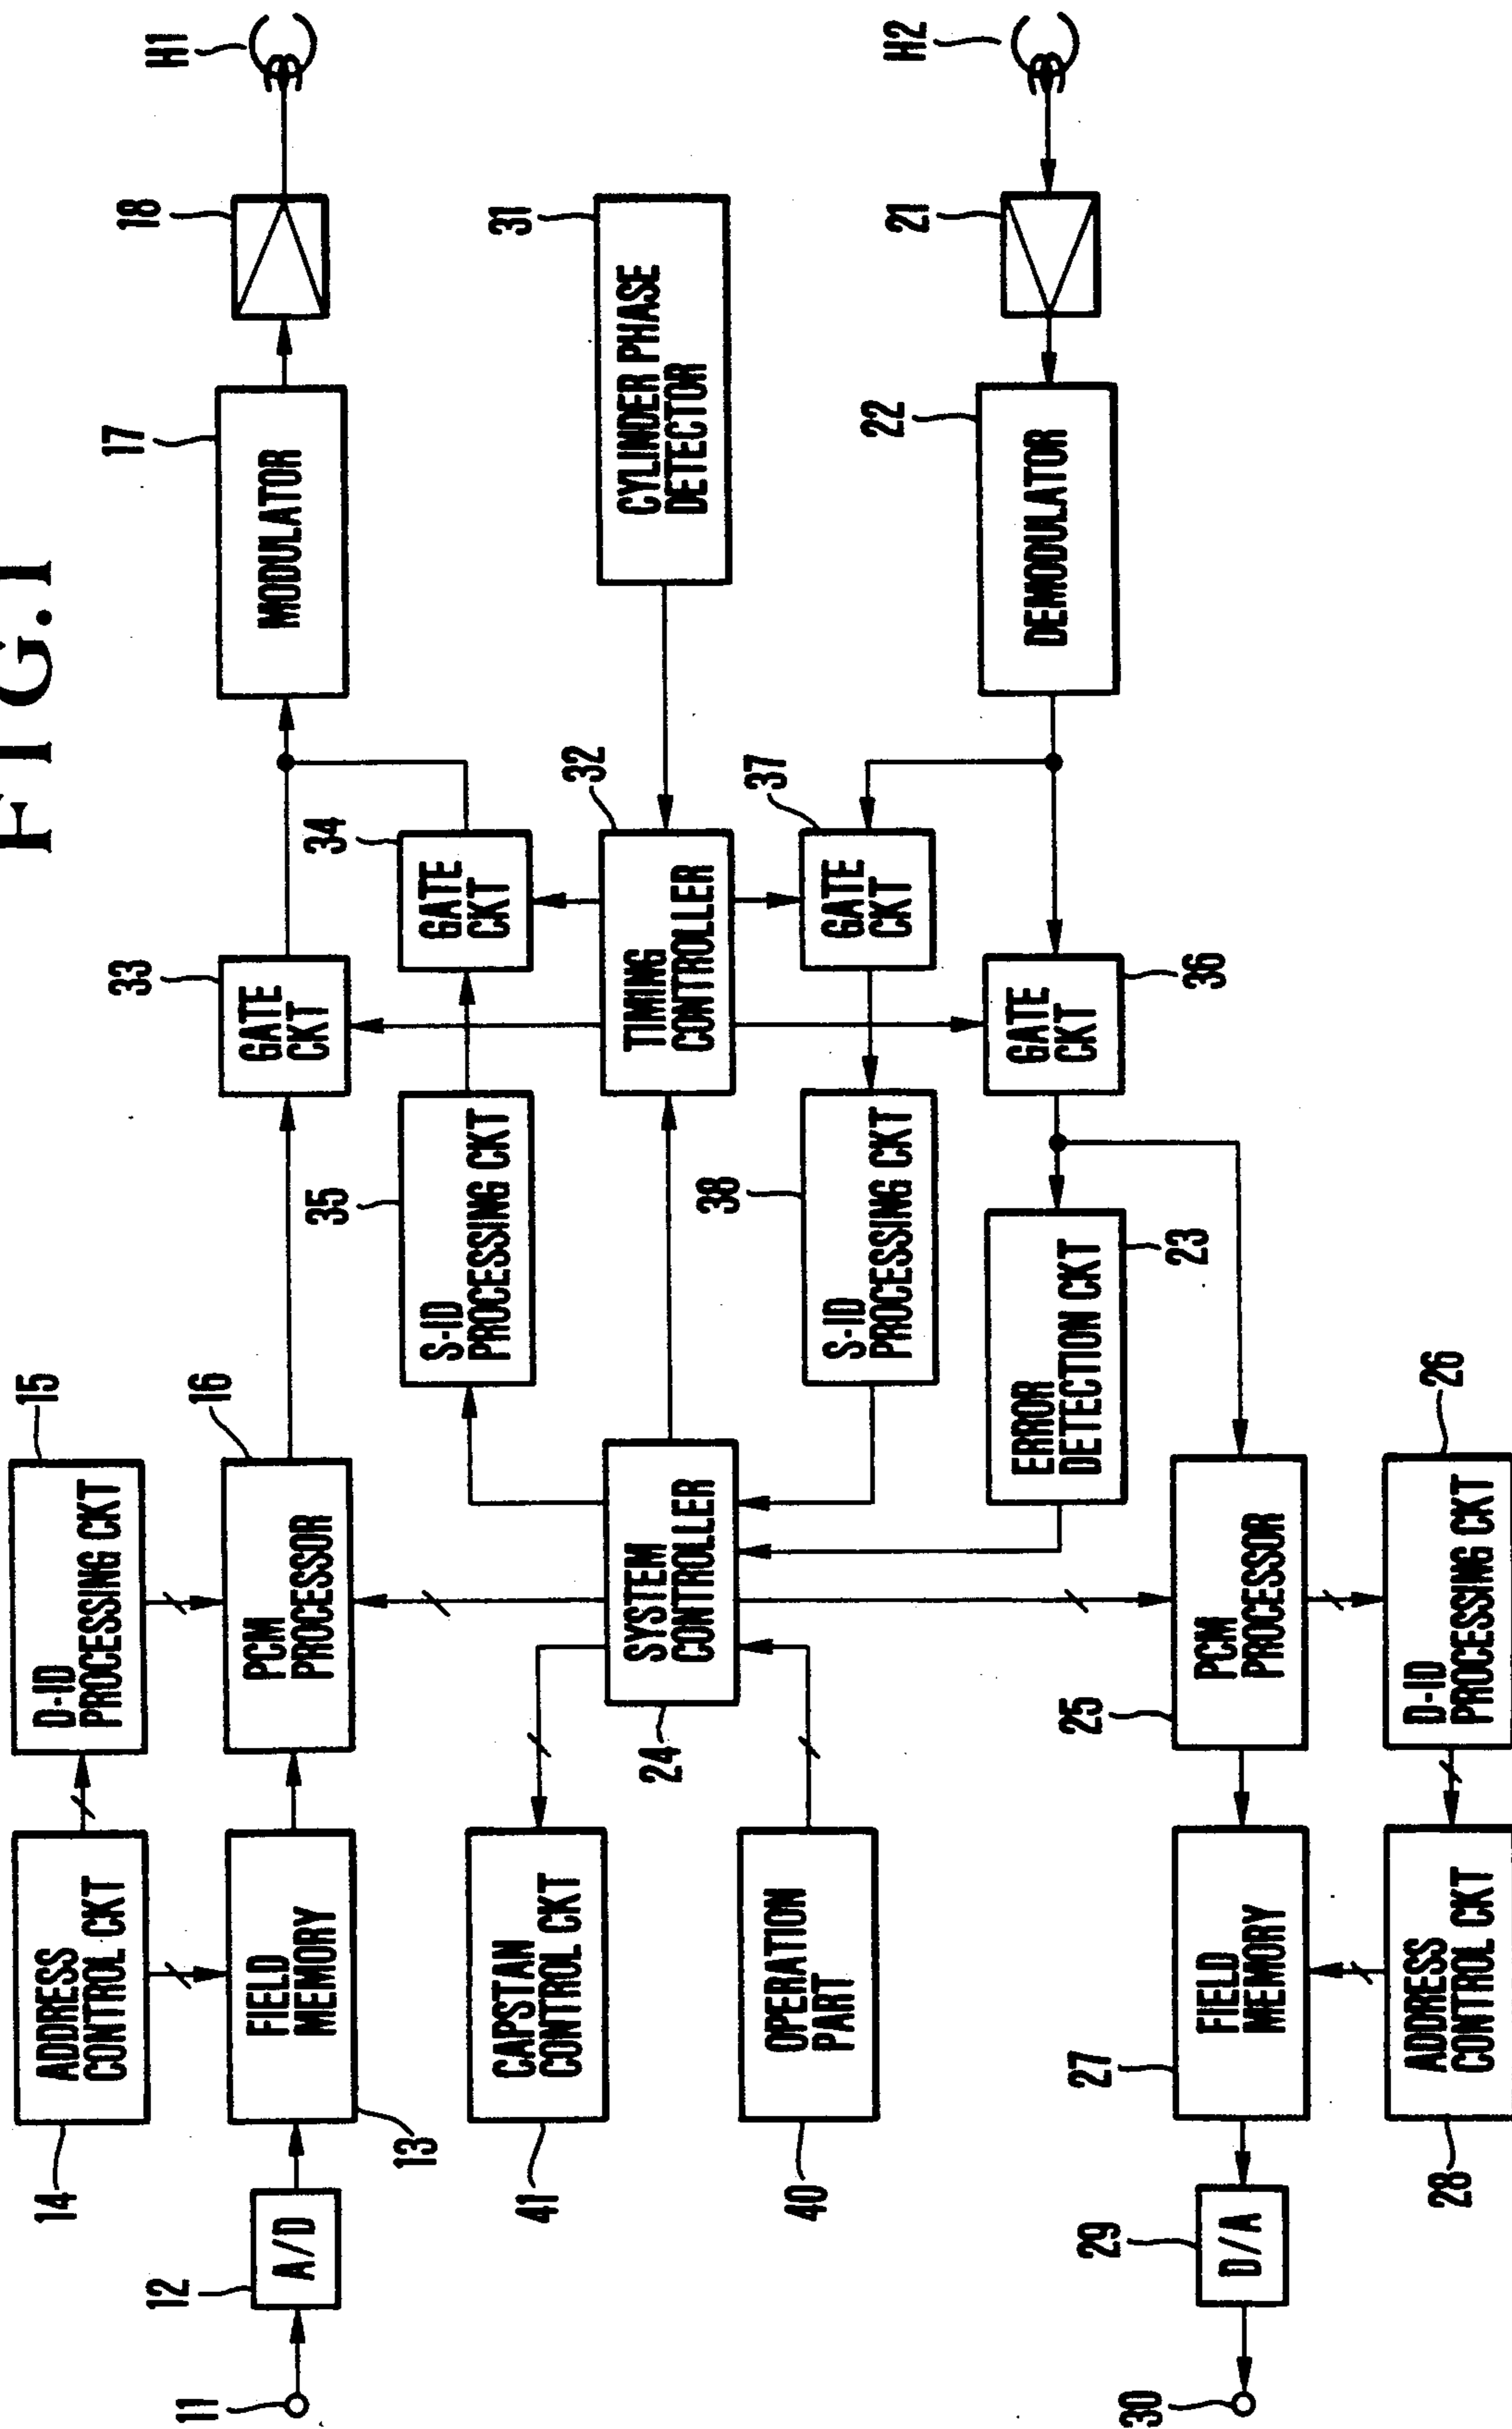 FIG.1
14
ADDRESS
CONTROL CKT
15
D-ID
PROCESSING CKT
11
12
A/D
13
FIELD
MEMORY
16
PCM
PROCESSOR
33
GATE
CKT
17
MODULATOR
18
H1
41
CAPSTAN
CONTROL CKT
35
S-ID
PROCESSING CKT
34
GATE
CKT
24
SYSTEM
CONTROLLER
32
TIMING
CONTROLLER
31
CYLINDER PHASE
DETECTOR
40
OPERATION
PART
38
S-ID
PROCESSING CKT
37
GATE
CKT
23
ERROR
DETECTION CKT
36
GATE
CKT
22
DEMODULATOR
21
H2
30
29
D/A
27
FIELD
MEMORY
25
PCM
PROCESSOR
28
ADDRESS
CONTROL CKT
26
D-ID
PROCESSING CKT